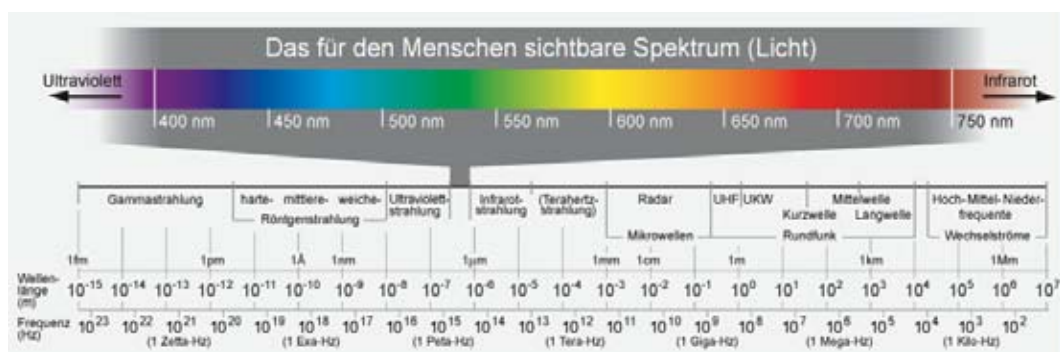 Das für den Menschen sichtbare Spektrum (Licht)
Ultraviolett Infrarot
400 nm 450 nm 500 nm 550 nm 600 nm 650 nm 700 nm 750 nm
Gammastrahlung harte- mittlere- weiche- Ultraviolett- Infrarot- (Terahertz- Radar UHF UKW Mittelwelle Hoch- Mittel- Nieder-
Röntgenstrahlung strahlung strahlung strahlung) Kurzwelle Langwelle frequente
Mikrowellen Rundfunk Wechselströme
1fm 1pm 1Å 1nm 1µm 1mm 1cm 1m 1km 1Mm
Wellen-
länge 10⁻¹⁵ 10⁻¹⁴ 10⁻¹³ 10⁻¹² 10⁻¹¹ 10⁻¹⁰ 10⁻⁹ 10⁻⁸ 10⁻⁷ 10⁻⁶ 10⁻⁵ 10⁻⁴ 10⁻³ 10⁻² 10⁻¹ 10⁰ 10¹ 10² 10³ 10⁴ 10⁵ 10⁶ 10⁷
(m)
Frequenz 10²³ 10²² 10²¹ 10²⁰ 10¹⁹ 10¹⁸ 10¹⁷ 10¹⁶ 10¹⁵ 10¹⁴ 10¹³ 10¹² 10¹¹ 10¹⁰ 10⁹ 10⁸ 10⁷ 10⁶ 10⁵ 10⁴ 10³ 10²
(Hz) (1 Zetta-Hz) (1 Exa-Hz) (1 Peta-Hz) (1 Tera-Hz) (1 Giga-Hz) (1 Mega-Hz) (1 Kilo-Hz)